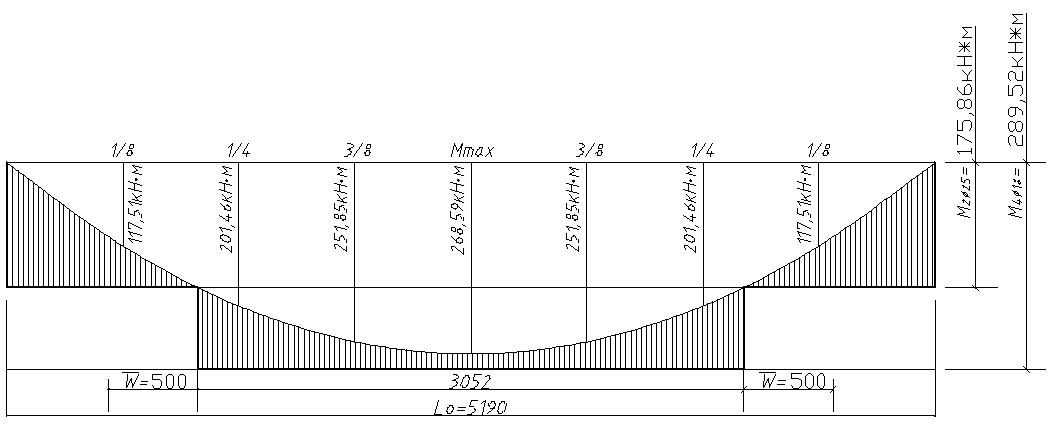 1/8
1/4
3/8
Mmax
3/8
1/4
1/8
117,51кН·м
201,46кН·м
251,85кН·м
268,59кН·м
251,85кН·м
201,46кН·м
117,51кН·м
M2ø25= 175,86кН*м
M4ø18= 289,52кН*м
W=500
3052
W=500
Lo=5190